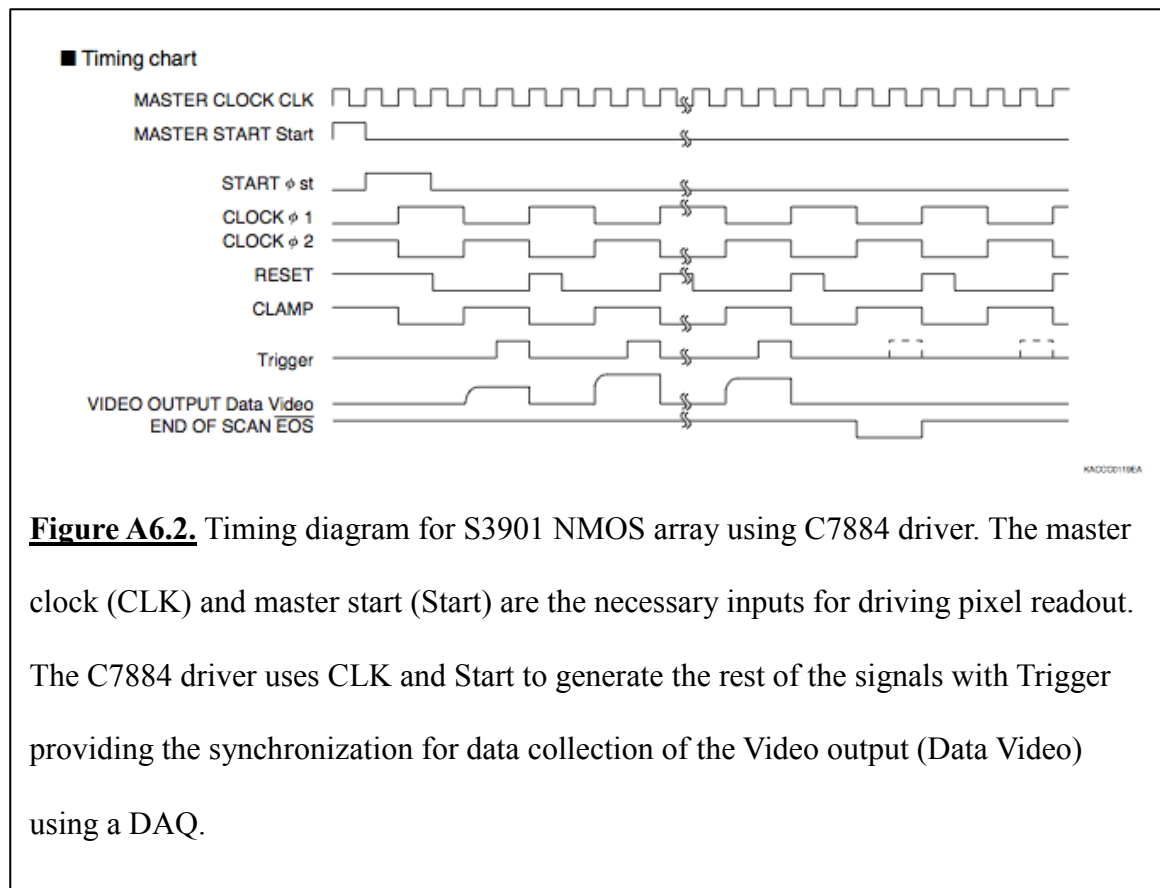 ■ Timing chart
MASTER CLOCK CLK
MASTER START Start
START φ st
CLOCK φ 1
CLOCK φ 2
RESET
CLAMP
Trigger
VIDEO OUTPUT Data Video
END OF SCAN E̅O̅S̅
KACCC0119EA
Figure A6.2. Timing diagram for S3901 NMOS array using C7884 driver. The master
clock (CLK) and master start (Start) are the necessary inputs for driving pixel readout.
The C7884 driver uses CLK and Start to generate the rest of the signals with Trigger
providing the synchronization for data collection of the Video output (Data Video)
using a DAQ.